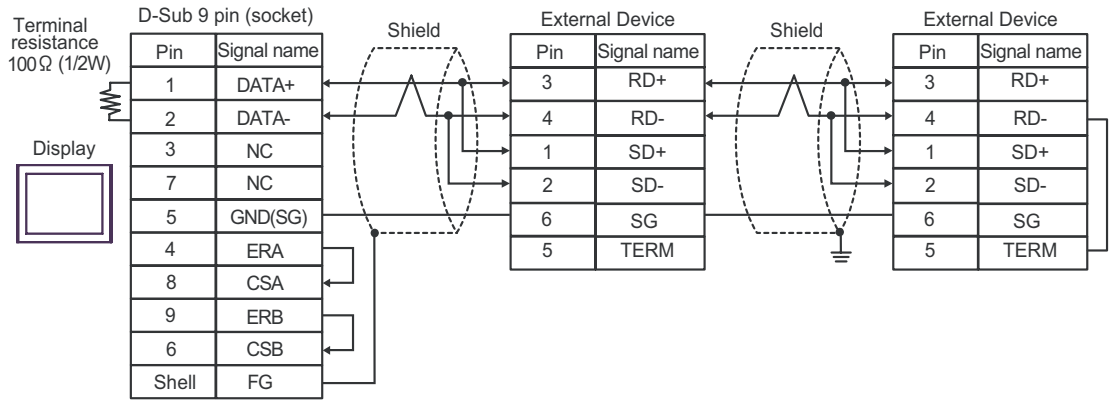 Terminal
resistance
100Ω (1/2W)
Display
D-Sub 9 pin (socket)
Pin Signal name
1 DATA+
2 DATA-
3 NC
7 NC
5 GND(SG)
4 ERA
8 CSA
9 ERB
6 CSB
Shell FG
Shield
External Device
Pin Signal name
3 RD+
4 RD-
1 SD+
2 SD-
6 SG
5 TERM
Shield
External Device
Pin Signal name
3 RD+
4 RD-
1 SD+
2 SD-
6 SG
5 TERM